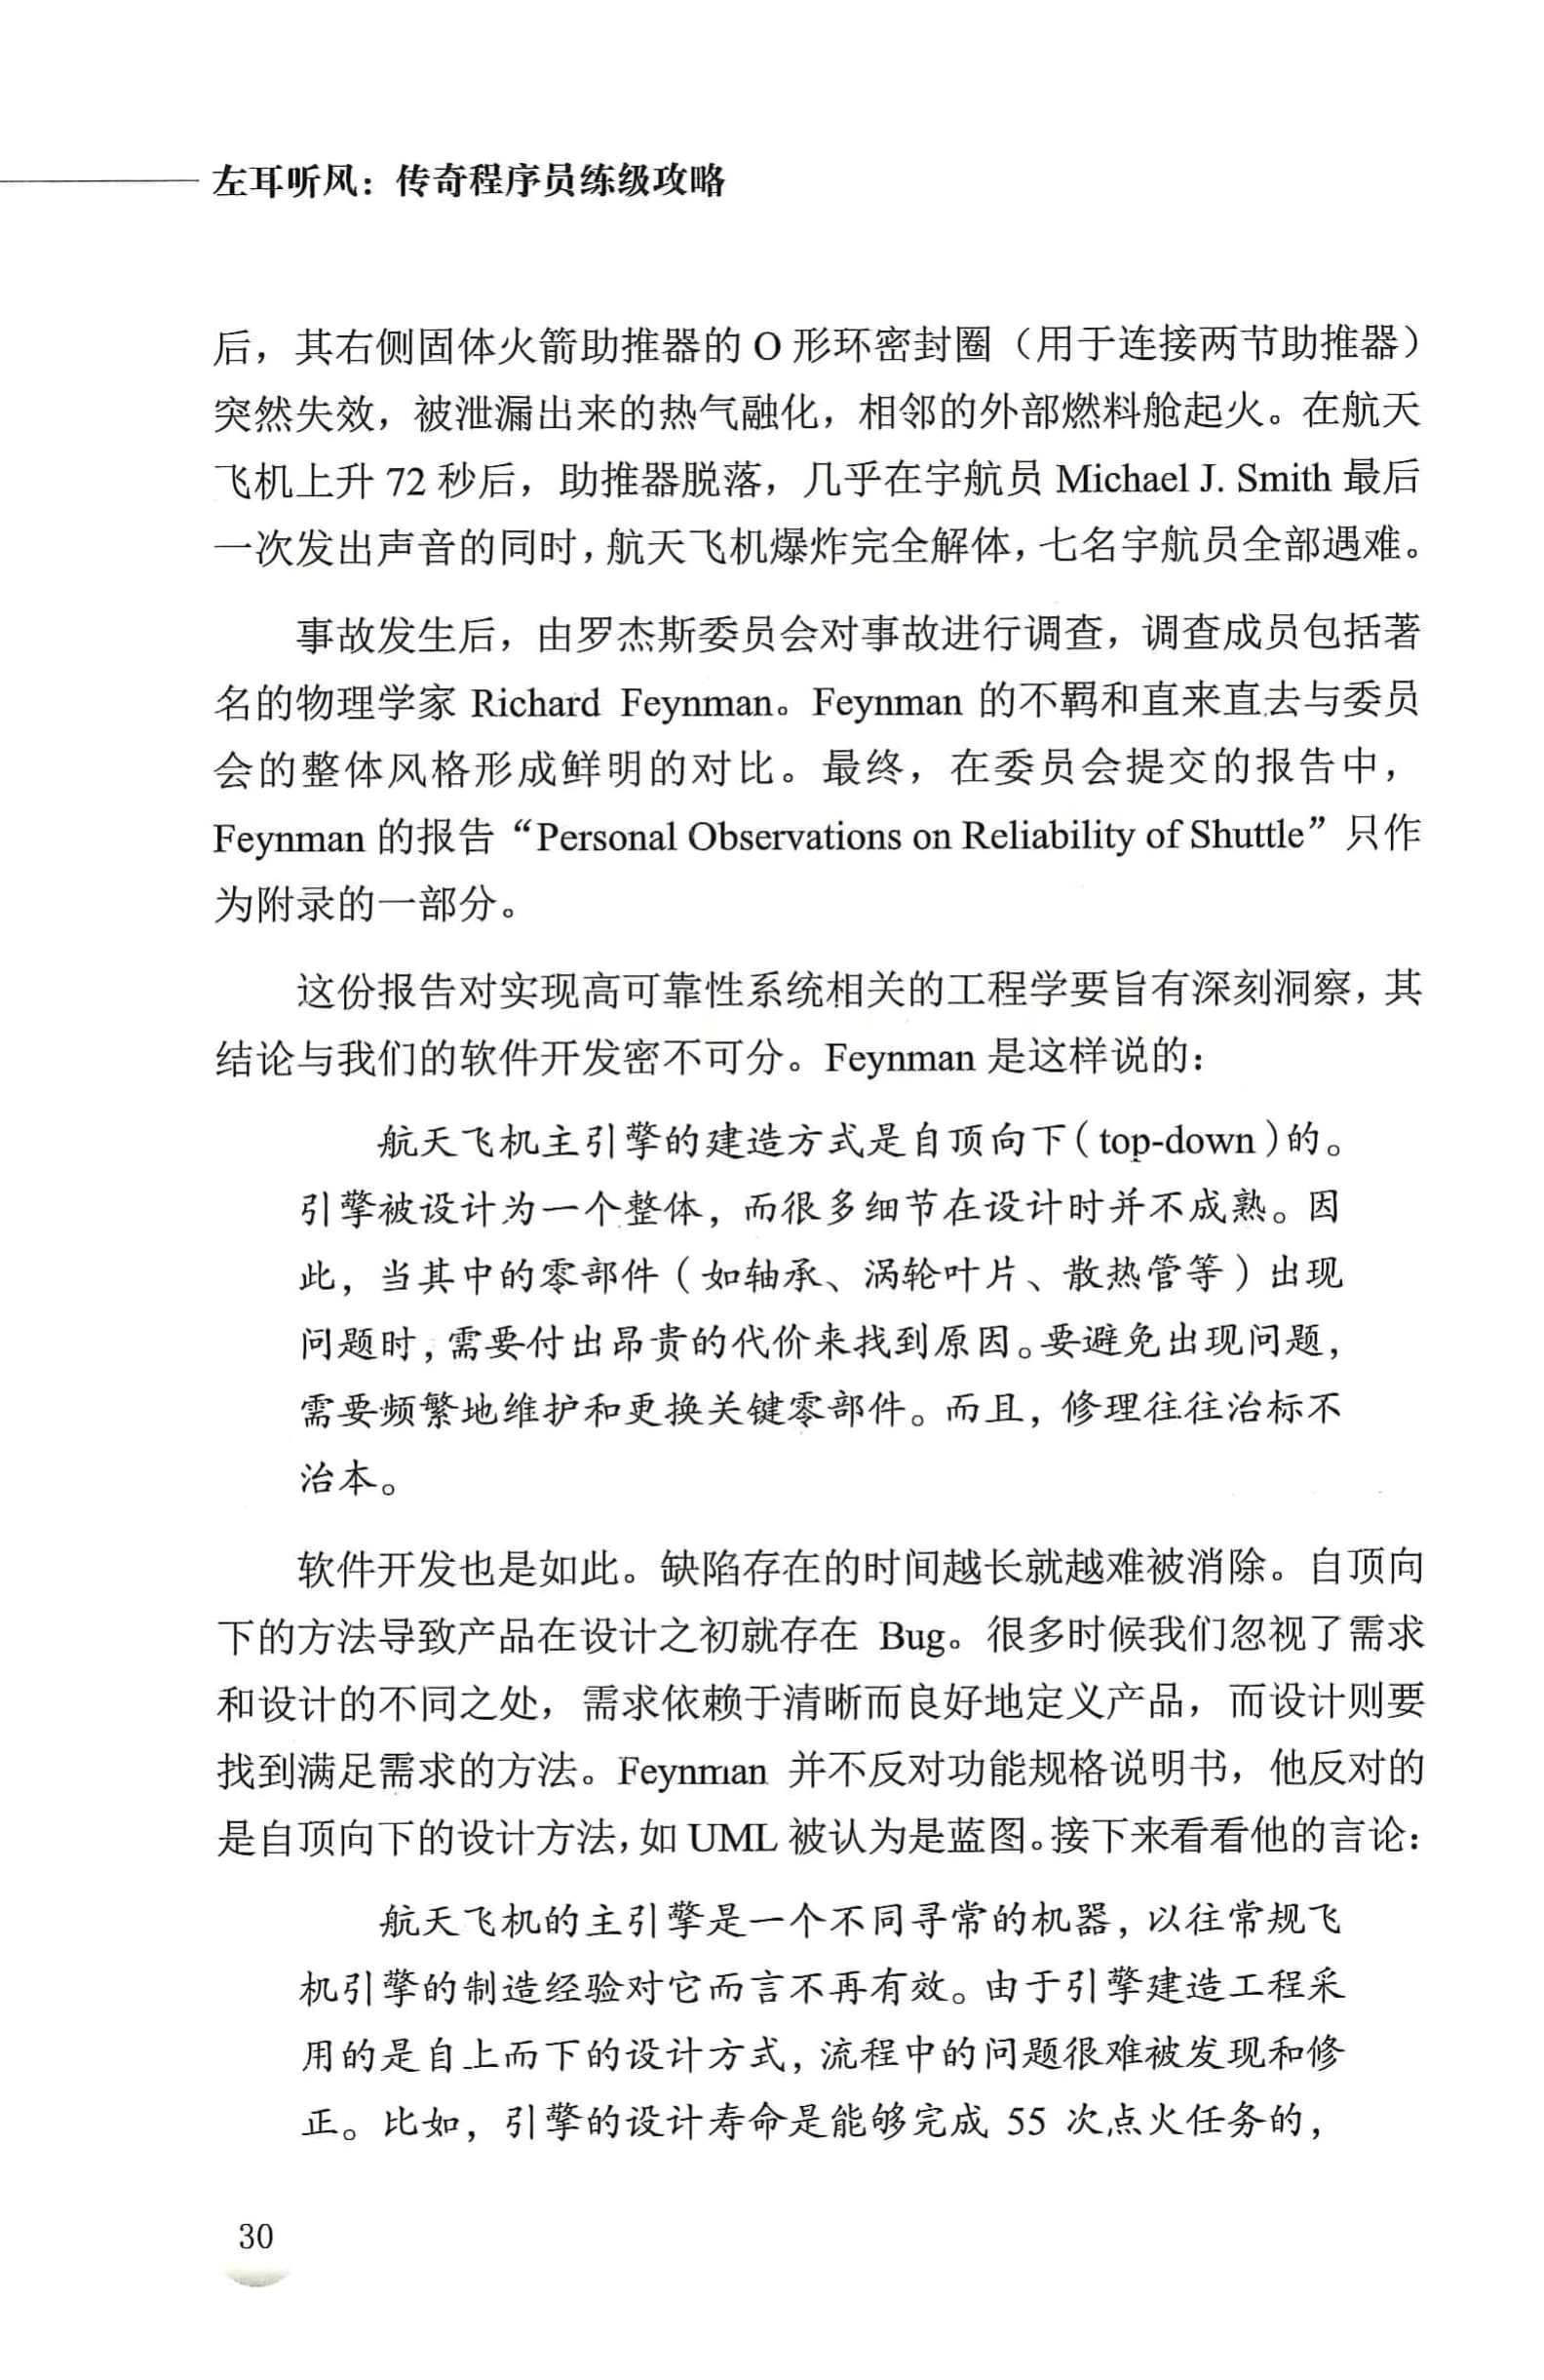 左耳听风：传奇程序员练级攻略
后，其右侧固体火箭助推器的 O 形环密封圈（用于连接两节助推器）
突然失效，被泄漏出来的热气融化，相邻的外部燃料舱起火。在航天
飞机上升 72 秒后，助推器脱落，几乎在宇航员 Michael J. Smith 最后
一次发出声音的同时，航天飞机爆炸完全解体，七名宇航员全部遇难。
事故发生后，由罗杰斯委员会对事故进行调查，调查成员包括著
名的物理学家 Richard Feynman。Feynman 的不羁和直来直去与委员
会的整体风格形成鲜明的对比。最终，在委员会提交的报告中，
Feynman 的报告“Personal Observations on Reliability of Shuttle”只作
为附录的一部分。
这份报告对实现高可靠性系统相关的工程学要旨有深刻洞察，其
结论与我们的软件开发密不可分。Feynman 是这样说的：
航天飞机主引擎的建造方式是自顶向下（top-down）的。
引擎被设计为一个整体，而很多细节在设计时并不成熟。因
此，当其中的零部件（如轴承、涡轮叶片、散热管等）出现
问题时，需要付出昂贵的代价来找到原因。要避免出现问题，
需要频繁地维护和更换关键零部件。而且，修理往往治标不
治本。
软件开发也是如此。缺陷存在的时间越长就越难被消除。自顶向
下的方法导致产品在设计之初就存在 Bug。很多时候我们忽视了需求
和设计的不同之处，需求依赖于清晰而良好地定义产品，而设计则要
找到满足需求的方法。Feynman 并不反对功能规格说明书，他反对的
是自顶向下的设计方法，如 UML 被认为是蓝图。接下来看看他的言论：
航天飞机的主引擎是一个不同寻常的机器，以往常规飞
机引擎的制造经验对它而言不再有效。由于引擎建造工程采
用的是自上而下的设计方式，流程中的问题很难被发现和修
正。比如，引擎的设计寿命是能够完成 55 次点火任务的，
30